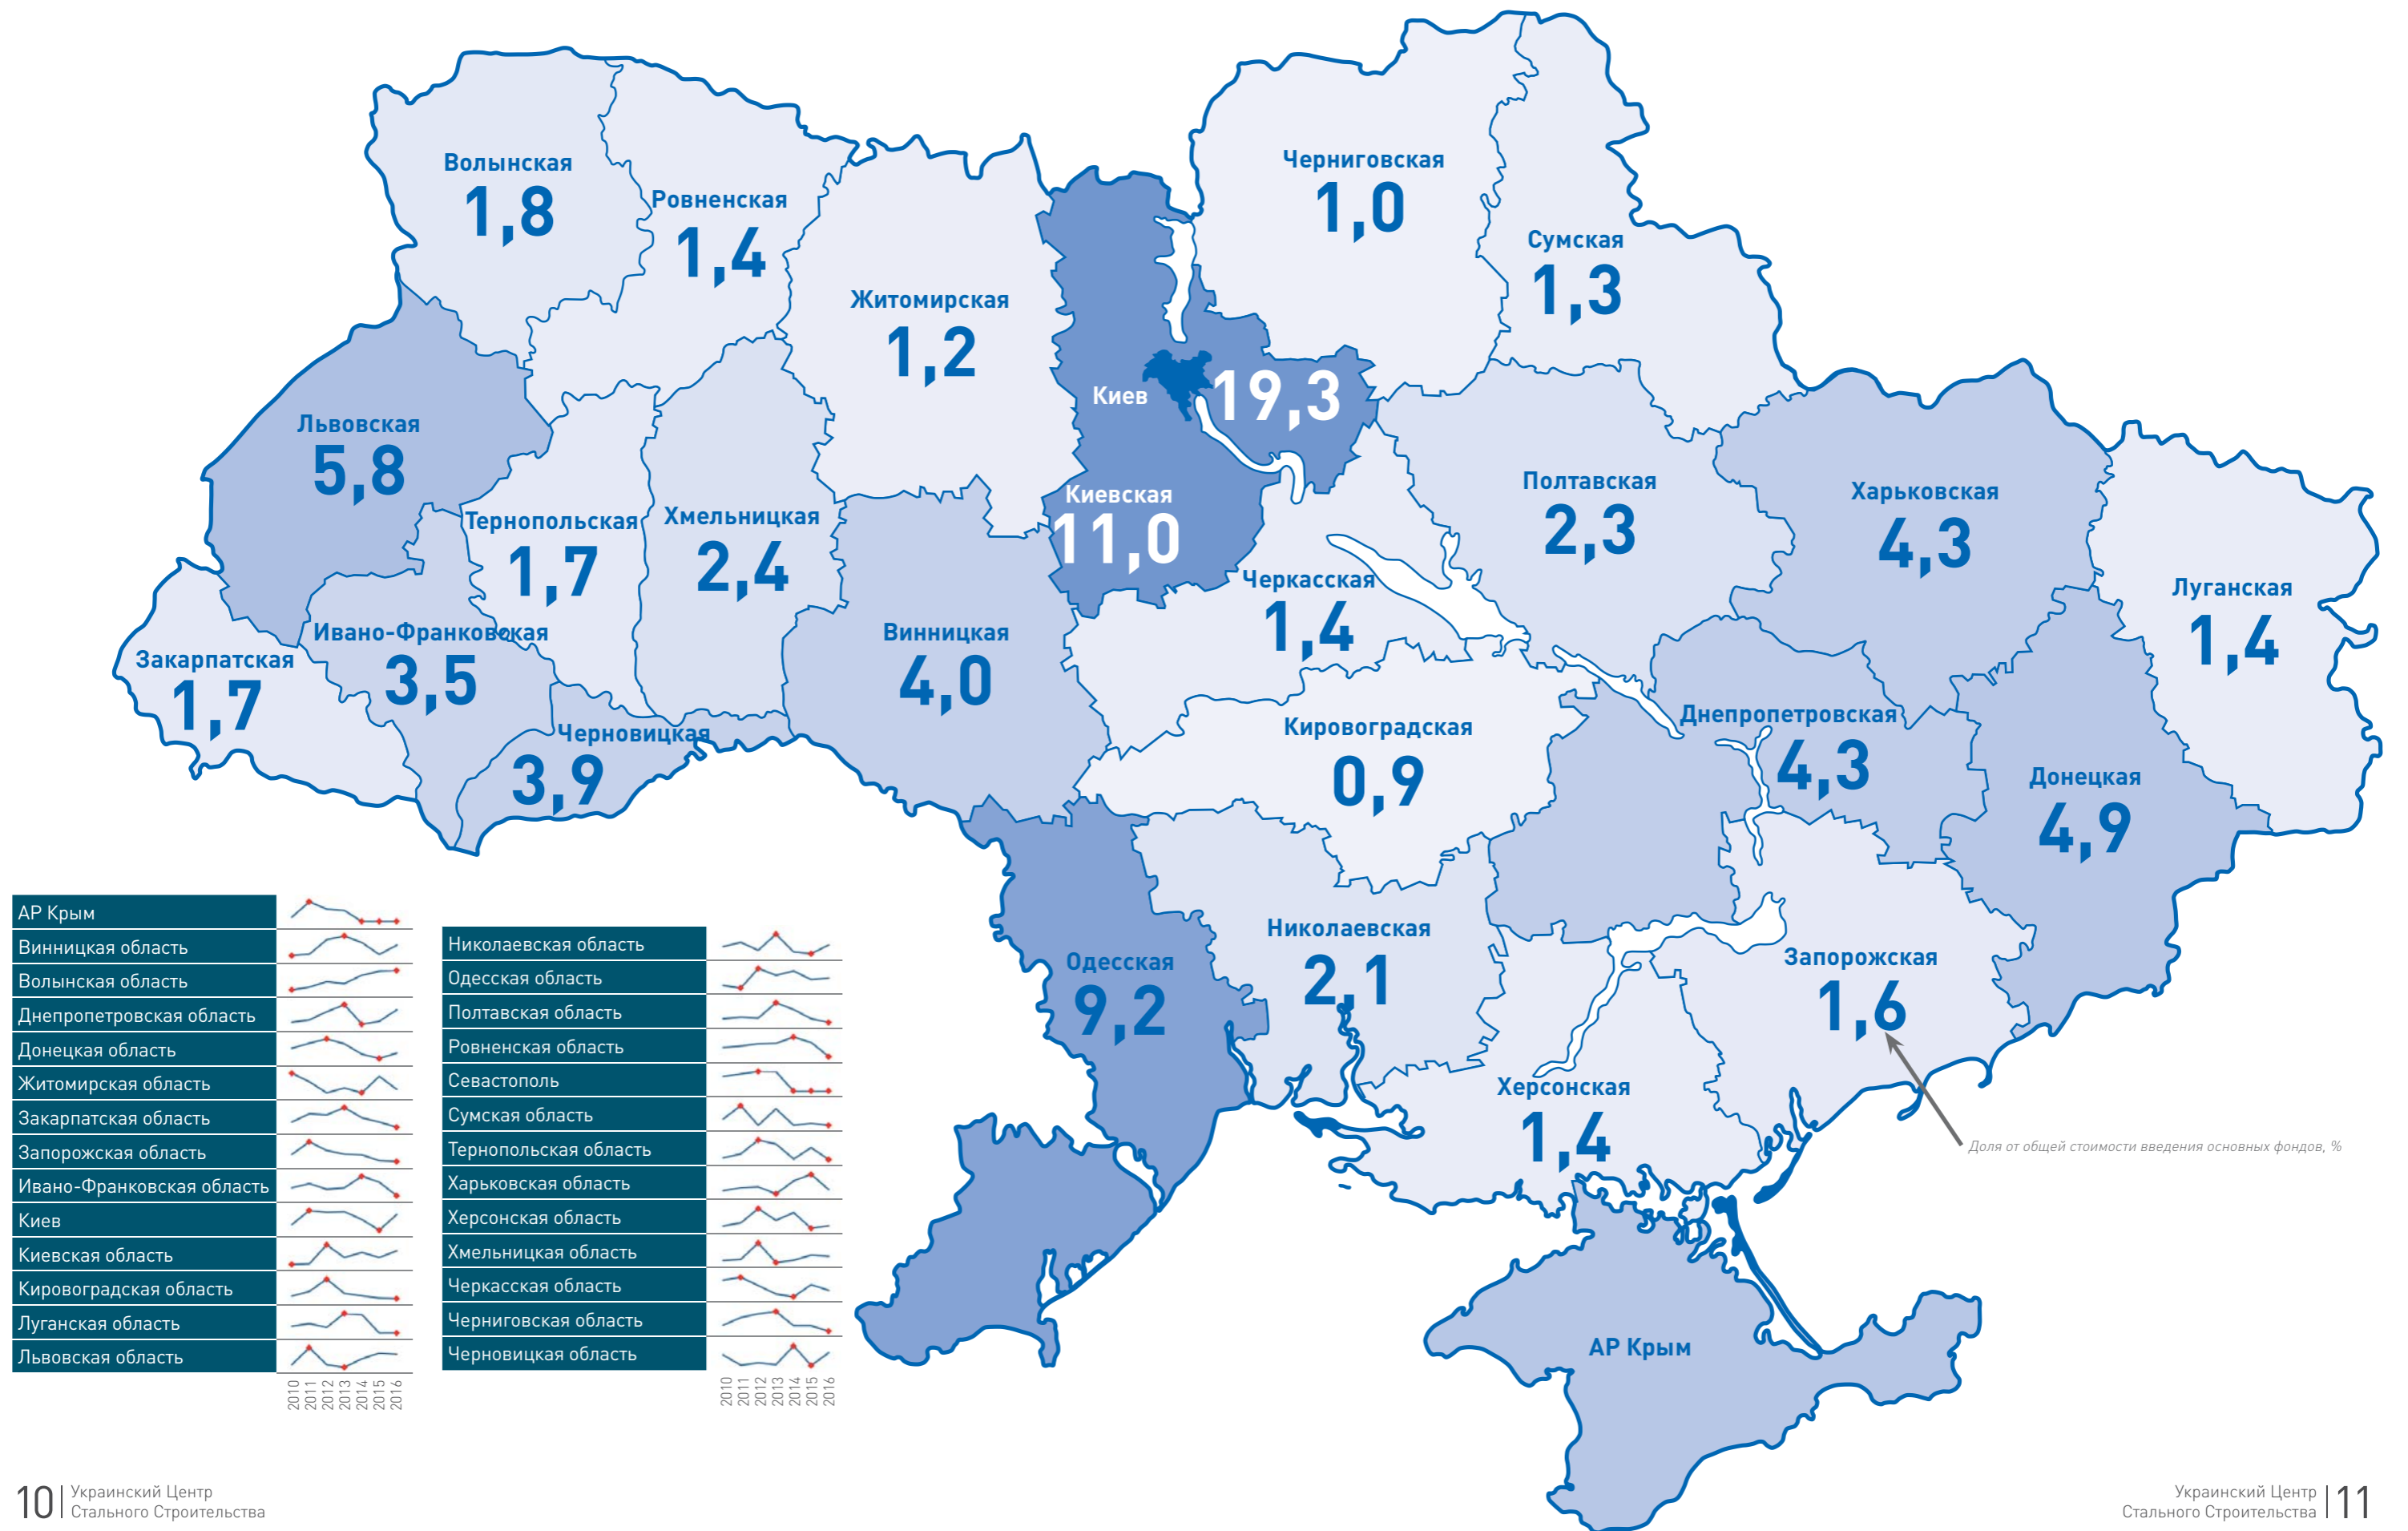 Волынская
1,8
Ровненская
1,4
Житомирская
1,2
Черниговская
1,0
Сумская
1,3
Киев
19,3
Львовская
5,8
Киевская
11,0
Тернопольская
1,7
Хмельницкая
2,4
Полтавская
2,3
Харьковская
4,3
Черкасская
1,4
Луганская
1,4
Закарпатская
1,7
Ивано-Франковская
3,5
Винницкая
4,0
Черновицкая
3,9
Кировоградская
0,9
Днепропетровская
4,3
Донецкая
4,9
Одесская
9,2
Николаевская
2,1
Запорожская
1,6
Херсонская
1,4
Доля от общей стоимости введения основных фондов, %
АР Крым
АР Крым
Винницкая область
Волынская область
Днепропетровская область
Донецкая область
Житомирская область
Закарпатская область
Запорожская область
Ивано-Франковская область
Киев
Киевская область
Кировоградская область
Луганская область
Львовская область
2010
2011
2012
2013
2014
2015
2016
Николаевская область
Одесская область
Полтавская область
Ровненская область
Севастополь
Сумская область
Тернопольская область
Харьковская область
Херсонская область
Хмельницкая область
Черкасская область
Черниговская область
Черновицкая область
2010
2011
2012
2013
2014
2015
2016
10 Украинский Центр
Стального Строительства
Украинский Центр
Стального Строительства 11